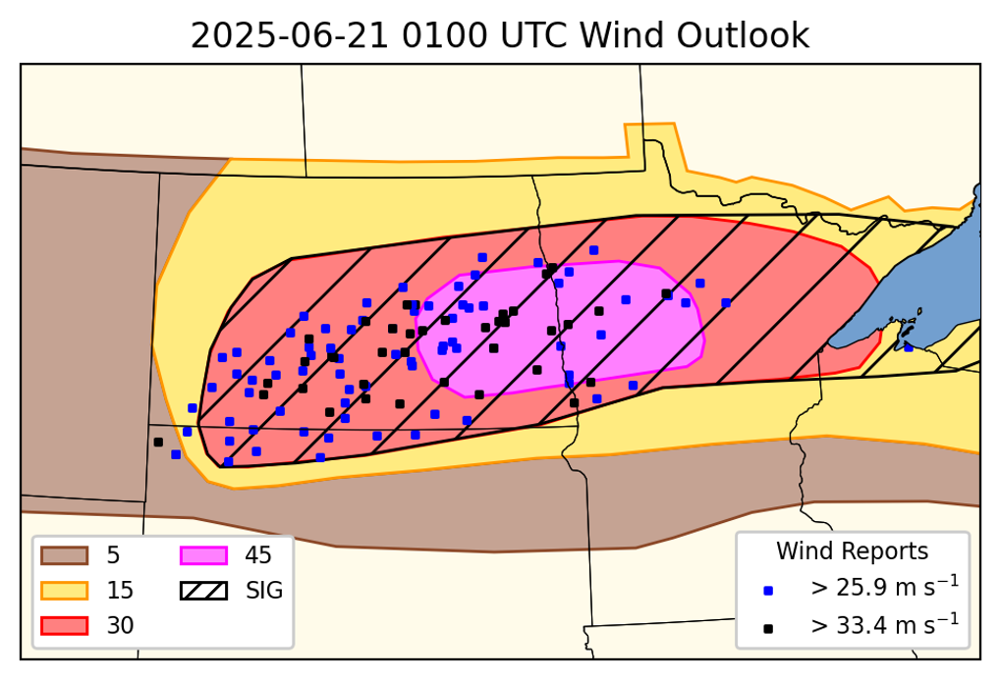 2025-06-21 0100 UTC Wind Outlook
5
15
30
45
SIG
Wind Reports
> 25.9 m s⁻¹
> 33.4 m s⁻¹